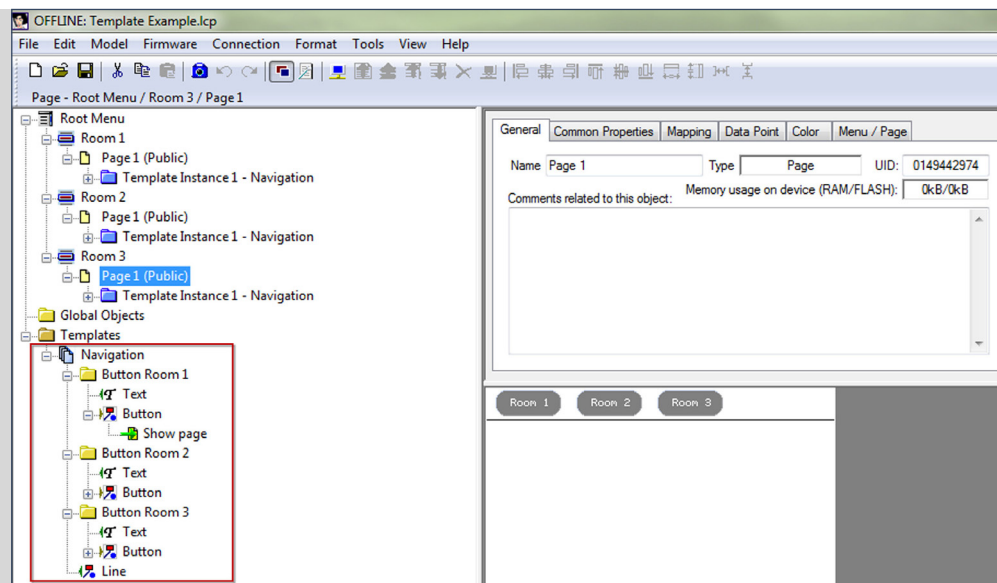 OFFLINE: Template Example.lcp
File Edit Model Firmware Connection Format Tools View Help
Page - Root Menu / Room 3 / Page 1
Root Menu
Room 1
Page 1 (Public)
Template Instance 1 - Navigation
Room 2
Page 1 (Public)
Template Instance 1 - Navigation
Room 3
Page 1 (Public)
Template Instance 1 - Navigation
Global Objects
Templates
Navigation
Button Room 1
Text
Button
Show page
Button Room 2
Text
Button
Button Room 3
Text
Button
Line
General Common Properties Mapping Data Point Color Menu / Page
Name Page 1 Type Page UID: 0149442974
Comments related to this object: Memory usage on device (RAM/FLASH): 0kB/0kB
Room 1 Room 2 Room 3